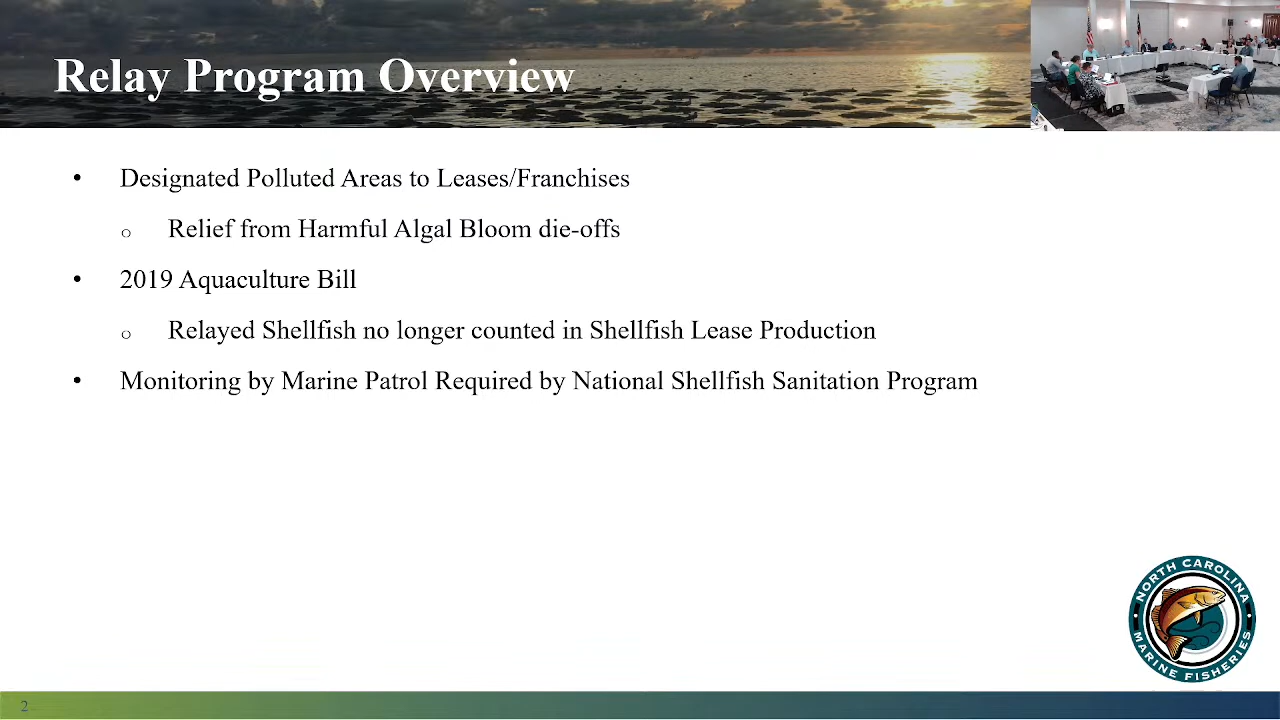 Relay Program Overview
• Designated Polluted Areas to Leases/Franchises
o Relief from Harmful Algal Bloom die-offs
• 2019 Aquaculture Bill
o Relayed Shellfish no longer counted in Shellfish Lease Production
• Monitoring by Marine Patrol Required by National Shellfish Sanitation Program
NORTH CAROLINA
MARINE FISHERIES
2